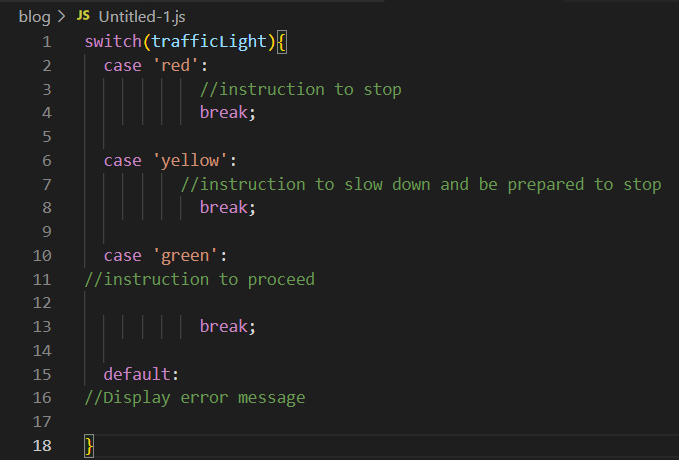 blog > JS Untitled-1.js
1 switch(trafficLight){
2 case 'red':
3 //instruction to stop
4 break;
5
6 case 'yellow':
7 //instruction to slow down and be prepared to stop
8 break;
9
10 case 'green':
11 //instruction to proceed
12
13 break;
14
15 default:
16 //Display error message
17
18 }